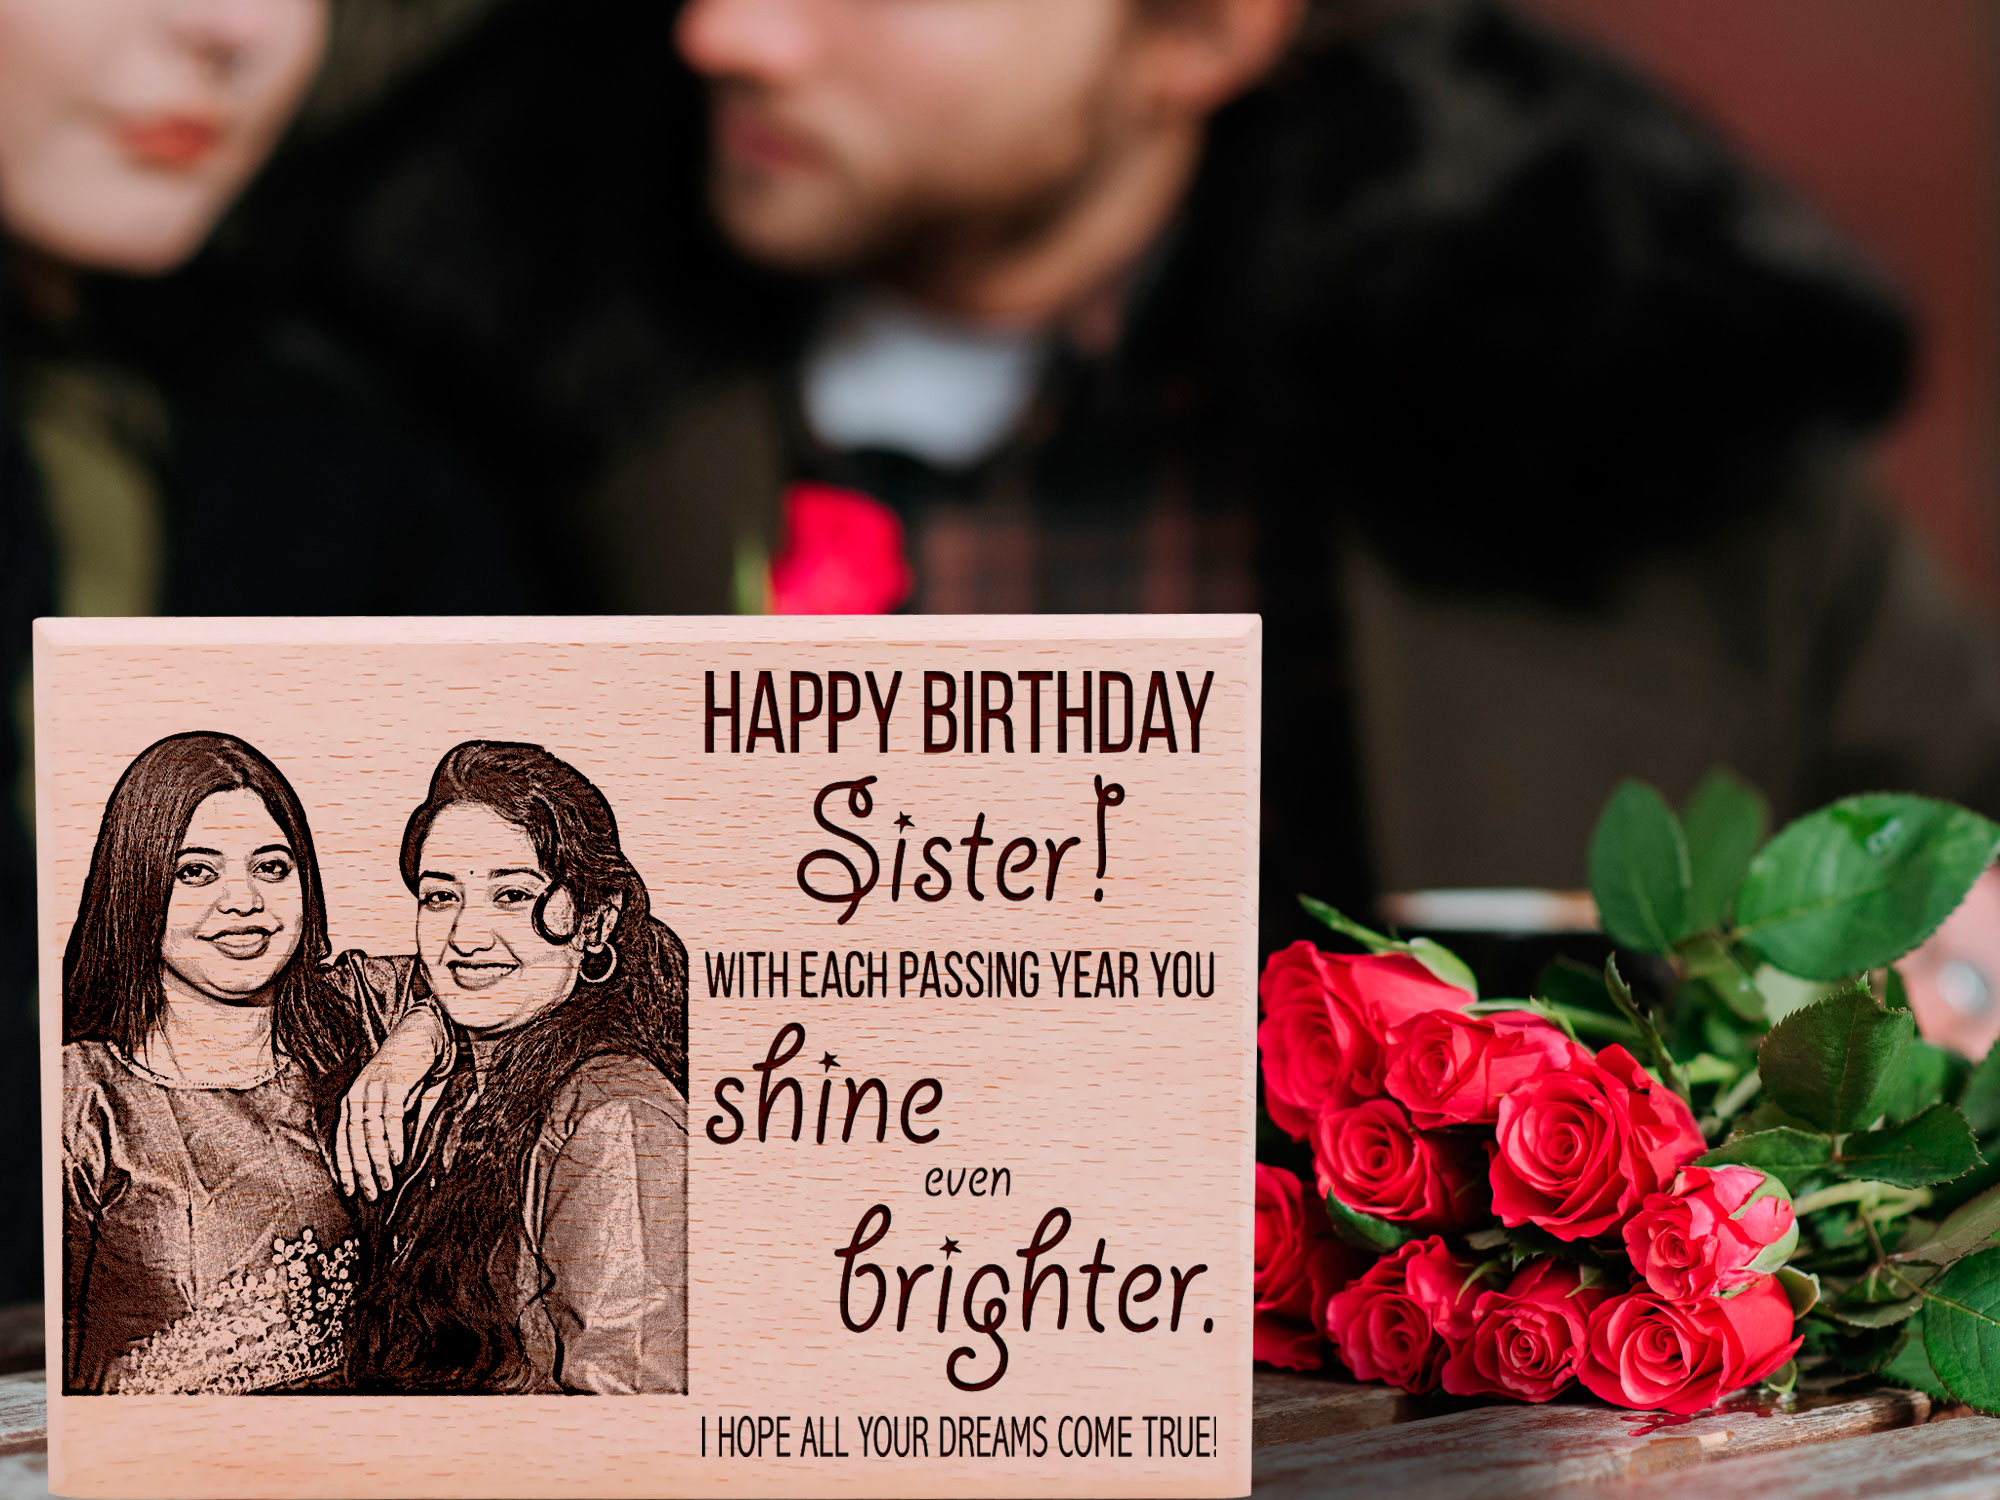 HAPPY BIRTHDAY
Sister!
WITH EACH PASSING YEAR YOU
shine
even
brighter.
I HOPE ALL YOUR DREAMS COME TRUE!